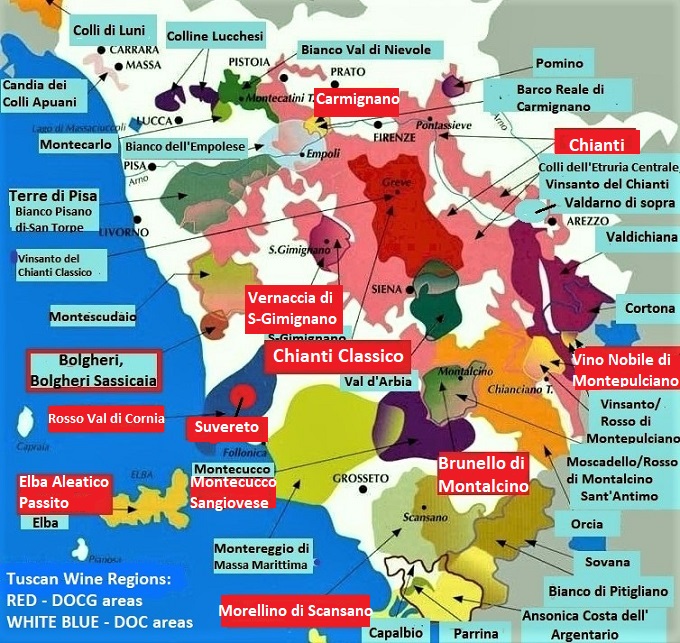 Colli di Luni
CARRARA
MASSA
Colline Lucchesi
PISTOIA
Bianco Val di Nievole
PRATO
Pomino
Candia dei
Colli Apuani
Montecatini T.
Carmignano
Barco Reale di
Carmignano
LUCCA
Lago di Massaciuccoli
Montecarlo
Bianco dell'Empolese
FIRENZE
Pontassieve
Arno
Chianti
PISA
Arno
Empoli
Colli dell'Etruria Centrale,
Vinsanto del Chianti
Valdarno di sopra
AREZZO
Terre di Pisa
Bianco Pisano
di-San Torpe
LIVORNO
Greve
Valdichiana
Vinsanto del
Chianti Classico
S.Gimignano
SIENA
Montescudaio
Vernaccia di
S-Gimignano
S-Gimignano
Cortona
Chianti Classico
Bolgheri,
Bolgheri Sassicaia
Val d'Arbia
Montalcino
Chianciano T.
Vino Nobile di
Montepulciano
Rosso Val di Cornia
Suvereto
Vinsanto/
Rosso di
Montepulciano
Capraia
Follonica
Montecucco
Montecucco
Sangiovese
Brunello di
Montalcino
Moscadello/Rosso
di Montalcino
Sant'Antimo
ELBA
Elba Aleatico
Passito
Elba
GROSSETO
Scansano
Orcia
Montereggio di
Massa Marittima
Sovana
Pianosa
Bianco di Pitigliano
Tuscan Wine Regions:
RED - DOCG areas
WHITE BLUE - DOC areas
Morellino di Scansano
Capalbio
Parrina
Ansonica Costa dell'
Argentario